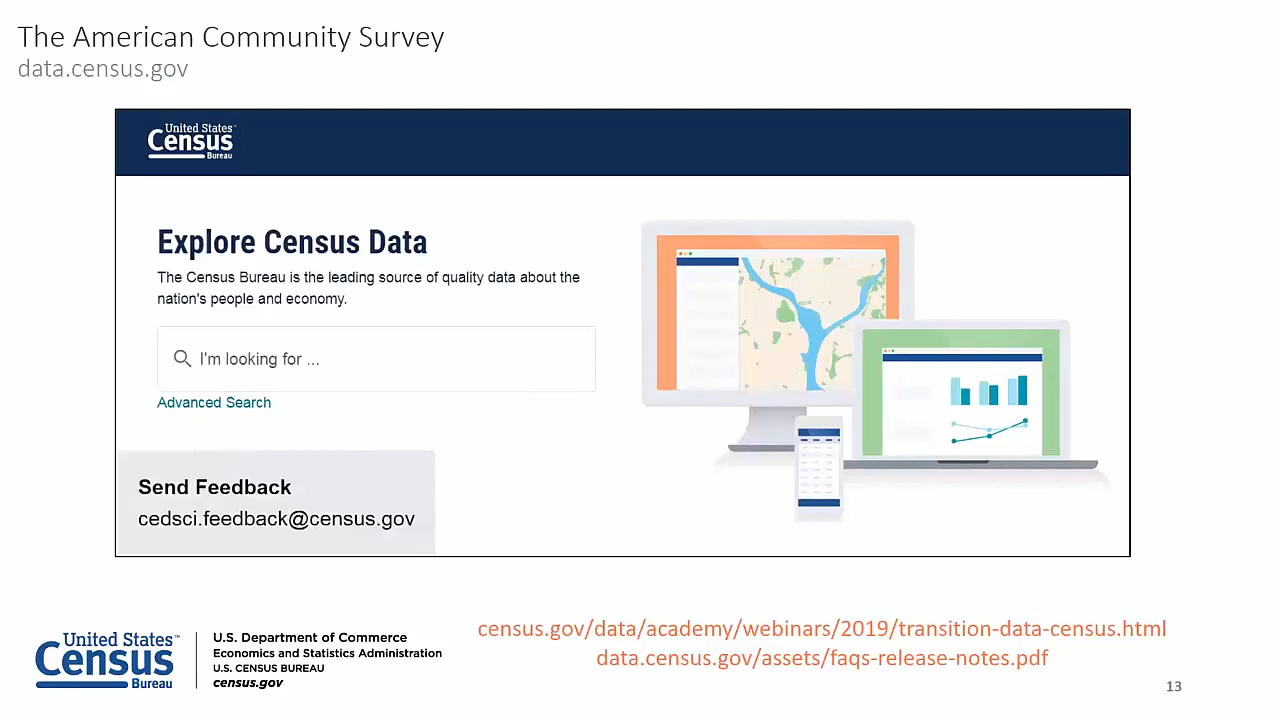 The American Community Survey
data.census.gov
United States
Census
Bureau
Explore Census Data
The Census Bureau is the leading source of quality data about the
nation's people and economy.
I'm looking for ...
Advanced Search
Send Feedback
cedsci.feedback@census.gov
United States™
Census
Bureau
U.S. Department of Commerce
Economics and Statistics Administration
U.S. CENSUS BUREAU
census.gov
census.gov/data/academy/webinars/2019/transition-data-census.html
data.census.gov/assets/faqs-release-notes.pdf
13